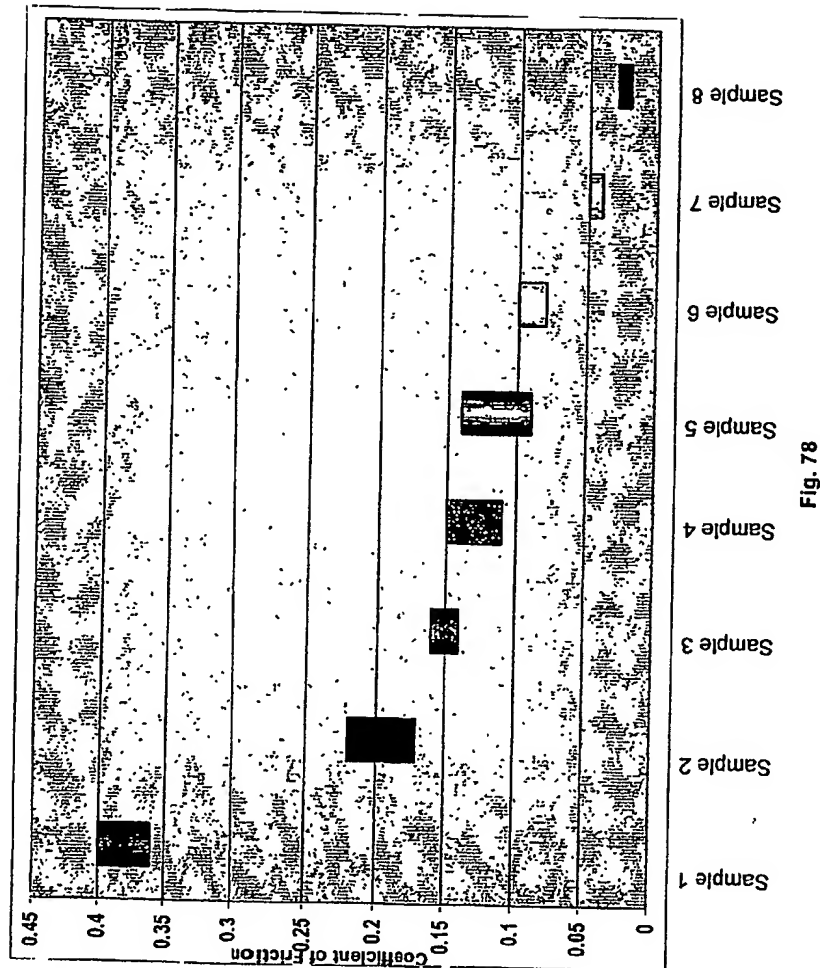 Coefficient of Friction
0.45
0.4
0.35
0.3
0.25
0.2
0.15
0.1
0.05
0
Sample 1
Sample 2
Sample 3
Sample 4
Sample 5
Sample 6
Sample 7
Sample 8
Fig. 78